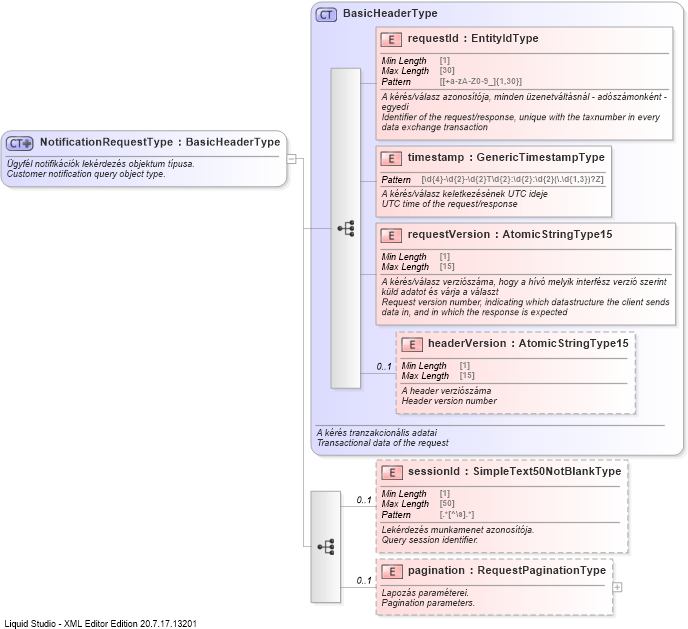 CT BasicHeaderType
E requestId : EntityIdType
Min Length [1]
Max Length [30]
Pattern [[+a-zA-Z0-9_]{1,30}]
A kérés/válasz azonosítója, minden üzenetváltásnál - adószámonként -
egyedi
Identifier of the request/response, unique with the taxnumber in every
data exchange transaction
CT NotificationRequestType : BasicHeaderType
Ügyfél notifikációk lekérdezés objektum típusa.
Customer notification query object type.
E timestamp : GenericTimestampType
Pattern [\d{4}-\d{2}-\d{2}T\d{2}:\d{2}:\d{2}(\.\d{1,3})?Z]
A kérés/válasz keletkezésének UTC ideje
UTC time of the request/response
E requestVersion : AtomicStringType15
Min Length [1]
Max Length [15]
A kérés/válasz verziószáma, hogy a hívó melyik interfész verzió szerint
küld adatot és várja a választ
Request version number, indicating which datastructure the client sends
data in, and in which the response is expected
E headerVersion : AtomicStringType15
0..1
Min Length [1]
Max Length [15]
A header verziószáma
Header version number
A kérés tranzakcionális adatai
Transactional data of the request
E sessionId : SimpleText50NotBlankType
0..1
Min Length [1]
Max Length [50]
Pattern [.*[^\s].*]
Lekérdezés munkamenet azonosítója.
Query session identifier.
E pagination : RequestPaginationType
0..1
Lapozás paraméterei.
Pagination parameters.
Liquid Studio - XML Editor Edition 20.7.17.13201